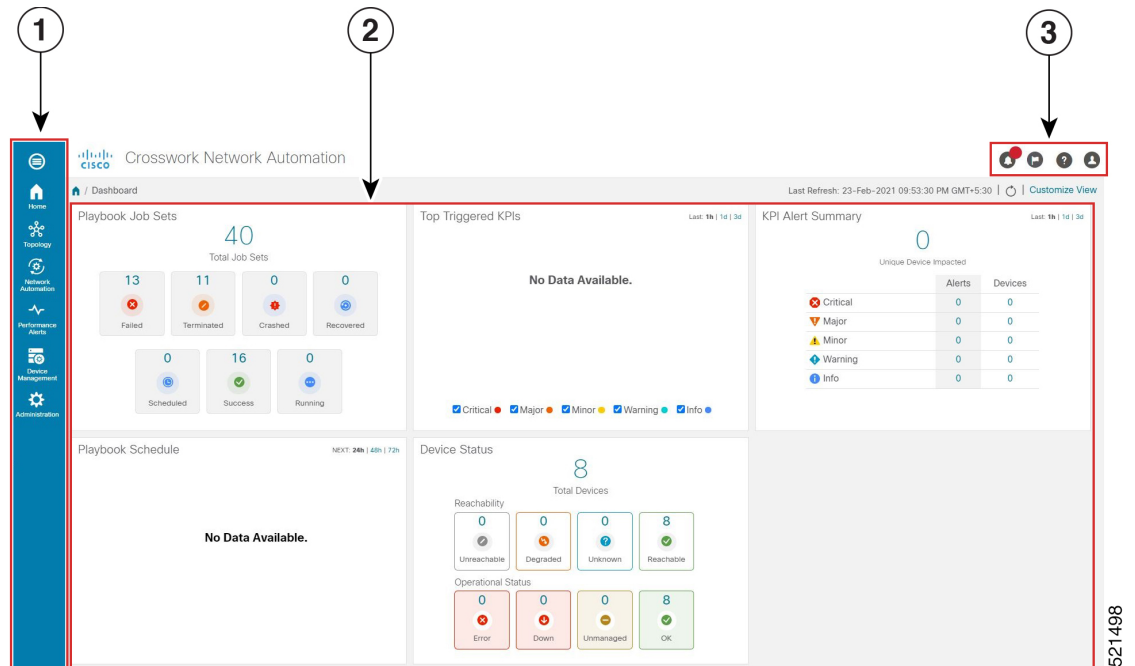 1
2
3
CISCO Crosswork Network Automation
/ Dashboard
Last Refresh: 23-Feb-2021 09:53:30 PM GMT+5:30 | | Customize View
Home
Topology
Network
Automation
Performance
Alerts
Device
Management
Administration
Playbook Job Sets
40
Total Job Sets
13 11 0 0
Failed Terminated Crashed Recovered
0 16 0
Scheduled Success Running
Top Triggered KPIs Last: 1h | 1d | 3d
No Data Available.
Critical Major Minor Warning Info
KPI Alert Summary Last: 1h | 1d | 3d
0
Unique Device Impacted
Alerts Devices
Critical 0 0
Major 0 0
Minor 0 0
Warning 0 0
Info 0 0
Playbook Schedule NEXT: 24h | 48h | 72h
No Data Available.
Device Status
8
Total Devices
Reachability
0 0 0 8
Unreachable Degraded Unknown Reachable
Operational Status
0 0 0 8
Error Down Unmanaged OK
521498